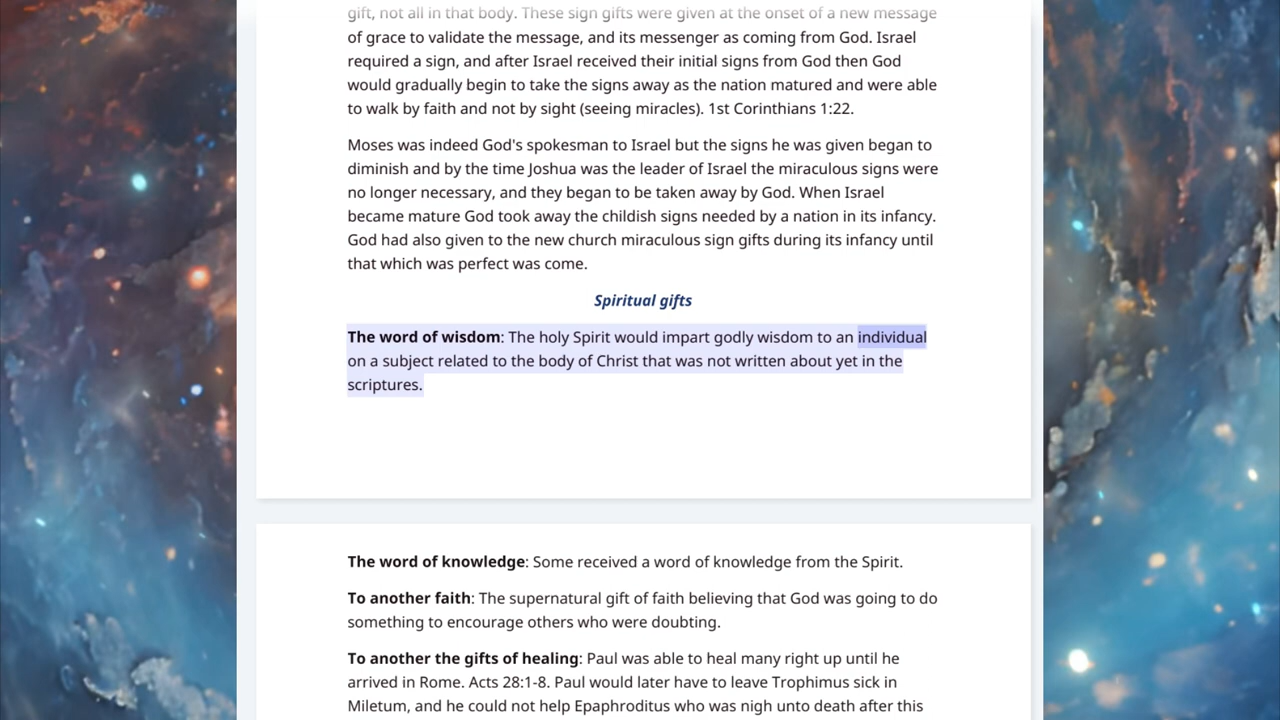 gift, not all in that body. These sign gifts were given at the onset of a new message
of grace to validate the message, and its messenger as coming from God. Israel
required a sign, and after Israel received their initial signs from God then God
would gradually begin to take the signs away as the nation matured and were able
to walk by faith and not by sight (seeing miracles). 1st Corinthians 1:22.
Moses was indeed God's spokesman to Israel but the signs he was given began to
diminish and by the time Joshua was the leader of Israel the miraculous signs were
no longer necessary, and they began to be taken away by God. When Israel
became mature God took away the childish signs needed by a nation in its infancy.
God had also given to the new church miraculous sign gifts during its infancy until
that which was perfect was come.
Spiritual gifts
The word of wisdom: The holy Spirit would impart godly wisdom to an individual
on a subject related to the body of Christ that was not written about yet in the
scriptures.
The word of knowledge: Some received a word of knowledge from the Spirit.
To another faith: The supernatural gift of faith believing that God was going to do
something to encourage others who were doubting.
To another the gifts of healing: Paul was able to heal many right up until he
arrived in Rome. Acts 28:1-8. Paul would later have to leave Trophimus sick in
Miletum, and he could not help Epaphroditus who was nigh unto death after this